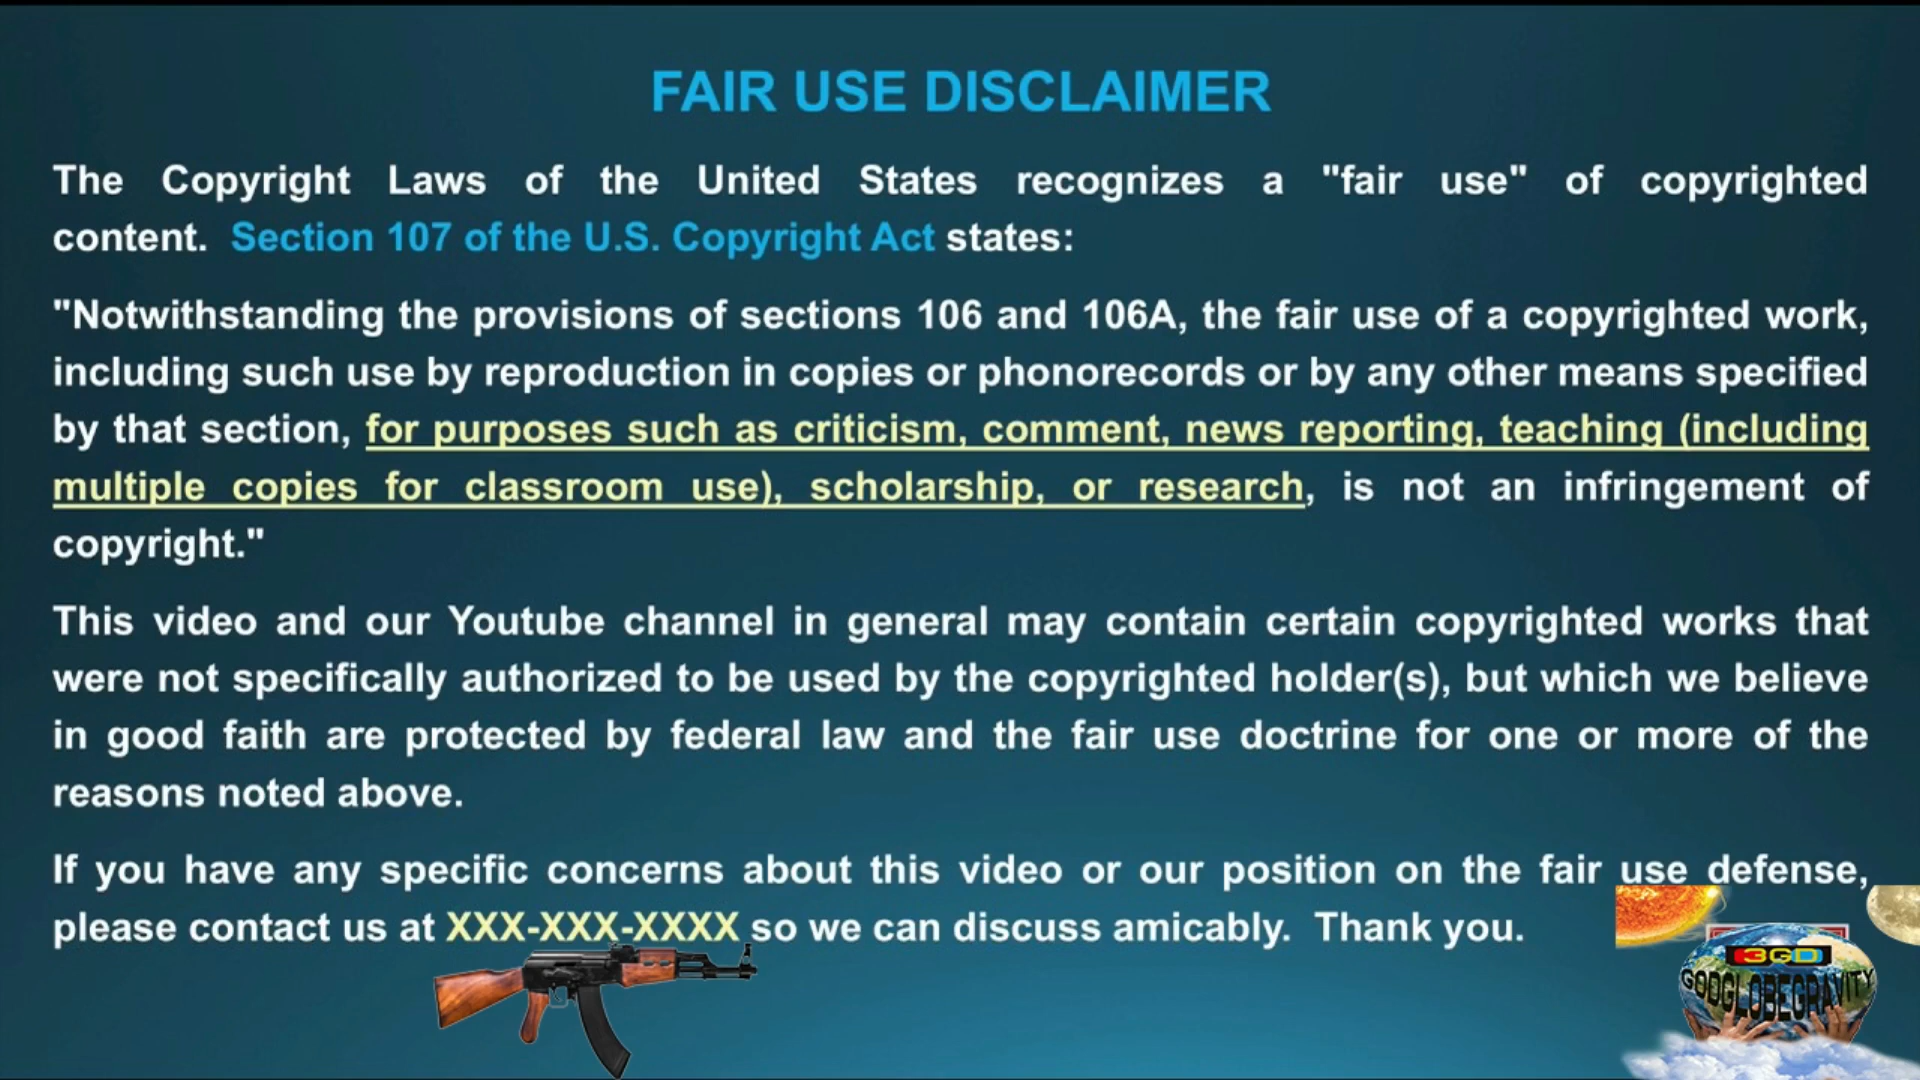 FAIR USE DISCLAIMER
The Copyright Laws of the United States recognizes a "fair use" of copyrighted
content. Section 107 of the U.S. Copyright Act states:
"Notwithstanding the provisions of sections 106 and 106A, the fair use of a copyrighted work,
including such use by reproduction in copies or phonorecords or by any other means specified
by that section, for purposes such as criticism, comment, news reporting, teaching (including
multiple copies for classroom use), scholarship, or research, is not an infringement of
copyright."
This video and our Youtube channel in general may contain certain copyrighted works that
were not specifically authorized to be used by the copyrighted holder(s), but which we believe
in good faith are protected by federal law and the fair use doctrine for one or more of the
reasons noted above.
If you have any specific concerns about this video or our position on the fair use defense,
please contact us at XXX-XXX-XXXX so we can discuss amicably. Thank you.
3GD
GODGLOBEGRAVITY